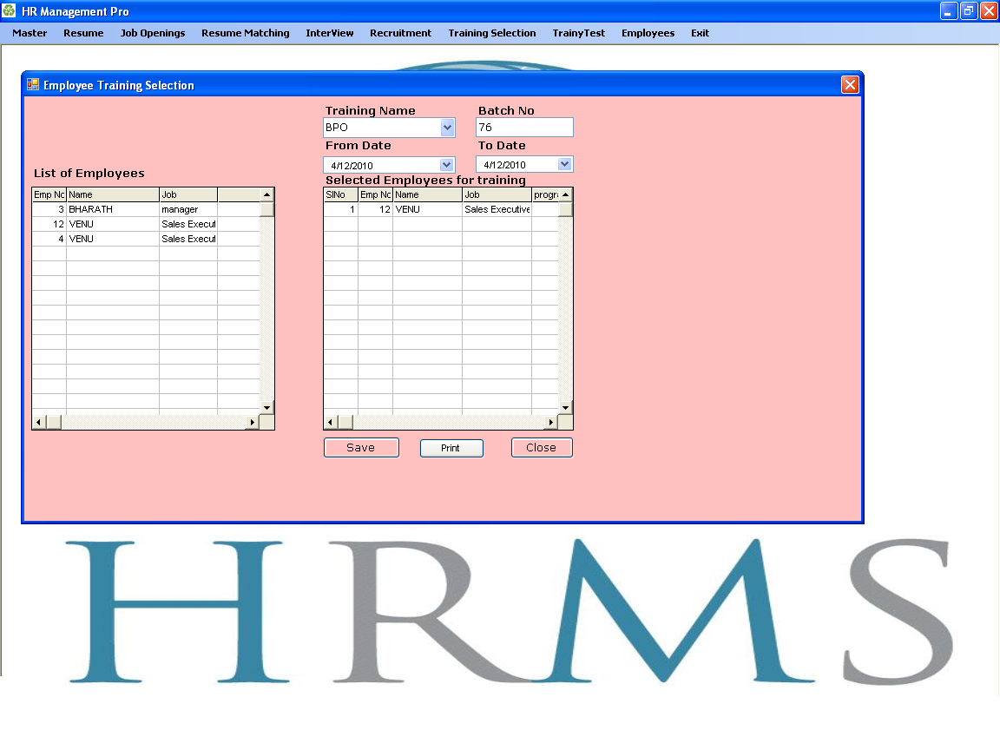 HR Management Pro
Master Resume Job Openings Resume Matching InterView Recruitment Training Selection TrainyTest Employees Exit
Employee Training Selection
Training Name Batch No
BPO 76
From Date To Date
4/12/2010 4/12/2010
List of Employees Selected Employees for training
Emp No Name Job SlNo Emp No Name Job progr
3 BHARATH manager 1 12 VENU Sales Executive
12 VENU Sales Execut
4 VENU Sales Execut
Save Print Close
HRMS